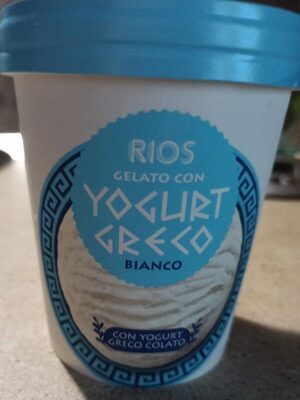 RIOS
GELATO CON
YOGURT
GRECO
BIANCO
CON YOGURT
GRECO COLATO